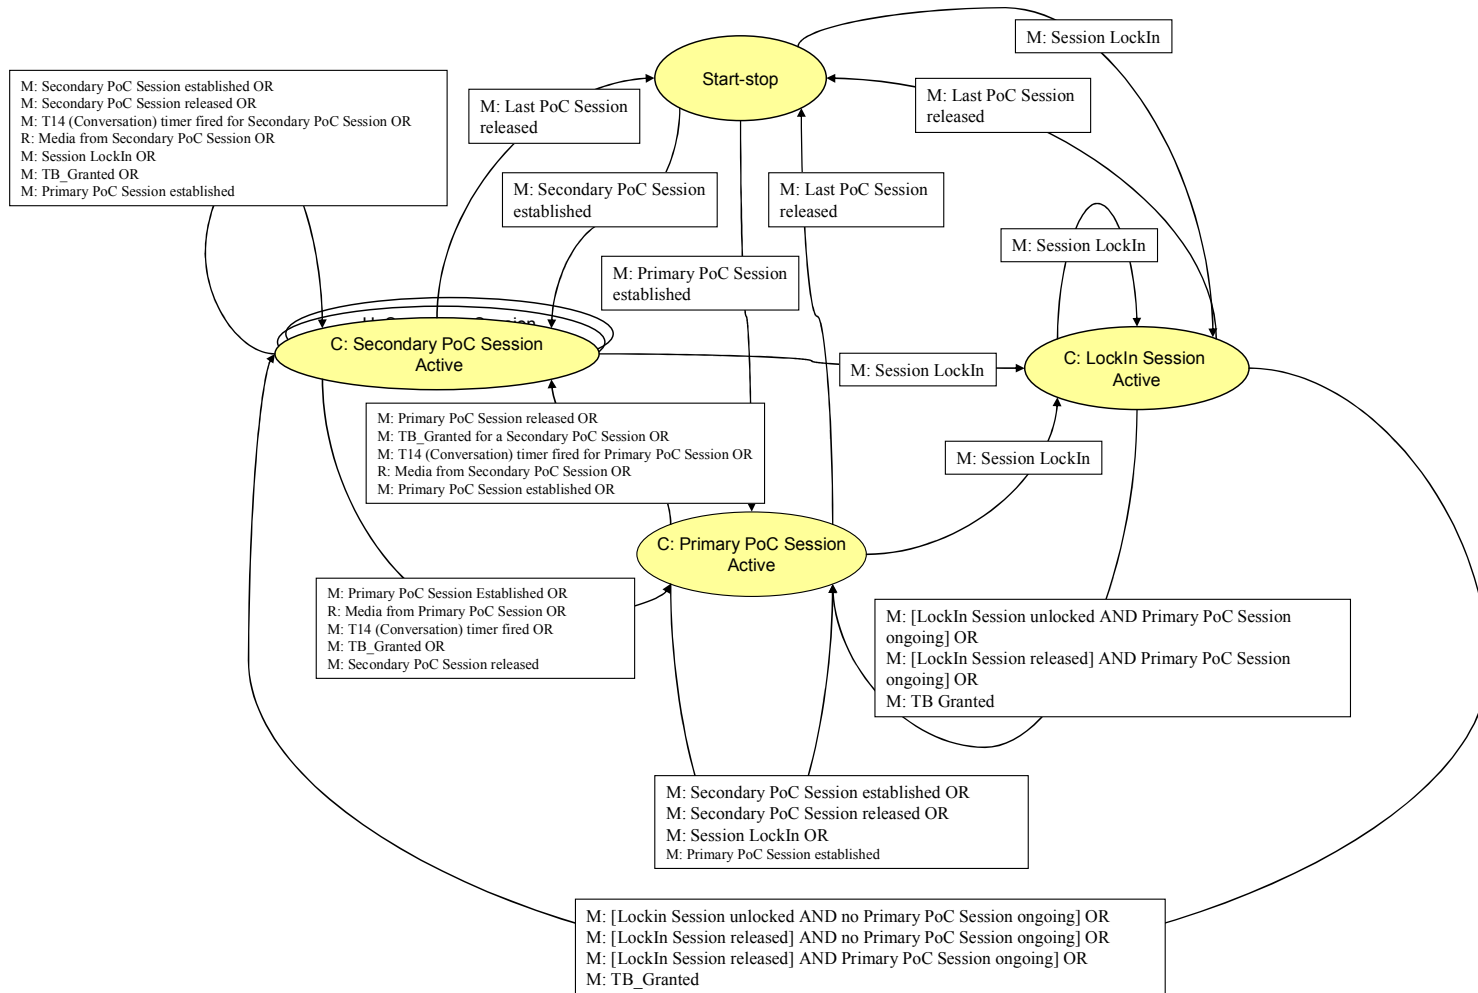 M: Session LockIn
Start-stop
M: Secondary PoC Session established OR
M: Secondary PoC Session released OR
M: T14 (Conversation) timer fired for Secondary PoC Session OR
R: Media from Secondary PoC Session OR
M: Session LockIn OR
M: TB_Granted OR
M: Primary PoC Session established
M: Last PoC Session
released
M: Last PoC Session
released
M: Secondary PoC Session
established
M: Last PoC Session
released
M: Session LockIn
M: Primary PoC Session
established
C: Secondary PoC Session
Active
M: Session LockIn
C: LockIn Session
Active
M: Primary PoC Session released OR
M: TB_Granted for a Secondary PoC Session OR
M: T14 (Conversation) timer fired for Primary PoC Session OR
R: Media from Secondary PoC Session OR
M: Primary PoC Session established OR
M: Session LockIn
C: Primary PoC Session
Active
M: Primary PoC Session Established OR
R: Media from Primary PoC Session OR
M: T14 (Conversation) timer fired OR
M: TB_Granted OR
M: Secondary PoC Session released
M: [LockIn Session unlocked AND Primary PoC Session
ongoing] OR
M: [LockIn Session released] AND Primary PoC Session
ongoing] OR
M: TB Granted
M: Secondary PoC Session established OR
M: Secondary PoC Session released OR
M: Session LockIn OR
M: Primary PoC Session established
M: [Lockin Session unlocked AND no Primary PoC Session ongoing] OR
M: [LockIn Session released] AND no Primary PoC Session ongoing] OR
M: [LockIn Session released] AND Primary PoC Session ongoing] OR
M: TB_Granted